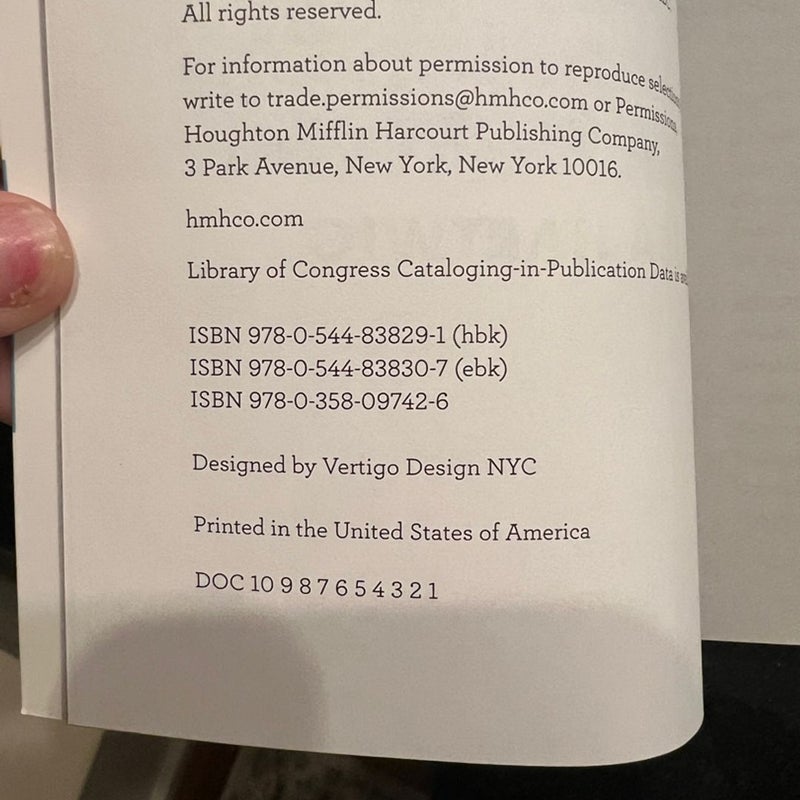 All rights reserved.
For information about permission to reproduce
write to trade.permissions@hmhco.com or
Houghton Mifflin Harcourt Publishing Company,
3 Park Avenue, New York, New York 10016.
hmhco.com
Library of Congress Cataloging-in-Publication Data is
ISBN 978-0-544-83829-1 (hbk)
ISBN 978-0-544-83830-7 (ebk)
ISBN 978-0-358-09742-6
Designed by Vertigo Design NYC
Printed in the United States of America
DOC 10 9 8 7 6 5 4 3 2 1